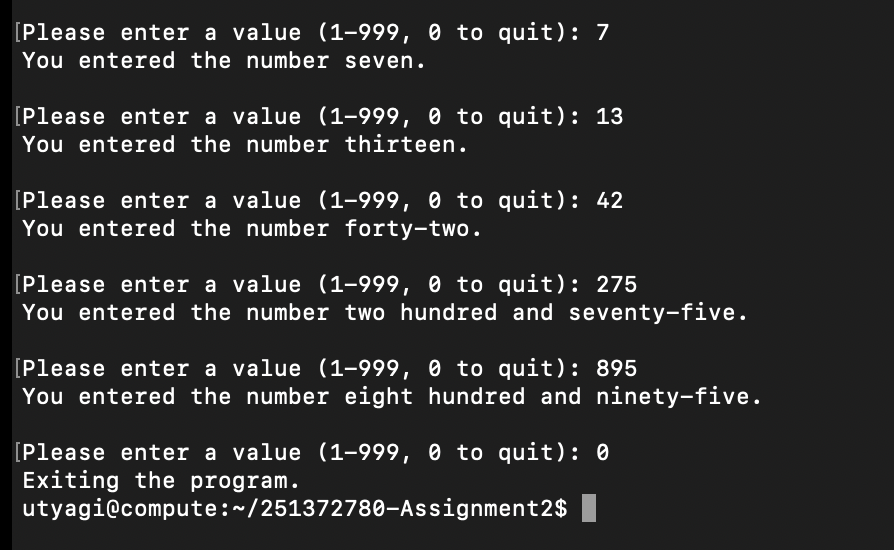 [Please enter a value (1-999, 0 to quit): 7
You entered the number seven.
[Please enter a value (1-999, 0 to quit): 13
You entered the number thirteen.
[Please enter a value (1-999, 0 to quit): 42
You entered the number forty-two.
[Please enter a value (1-999, 0 to quit): 275
You entered the number two hundred and seventy-five.
[Please enter a value (1-999, 0 to quit): 895
You entered the number eight hundred and ninety-five.
[Please enter a value (1-999, 0 to quit): 0
Exiting the program.
utyagi@compute:~/251372780-Assignment2$